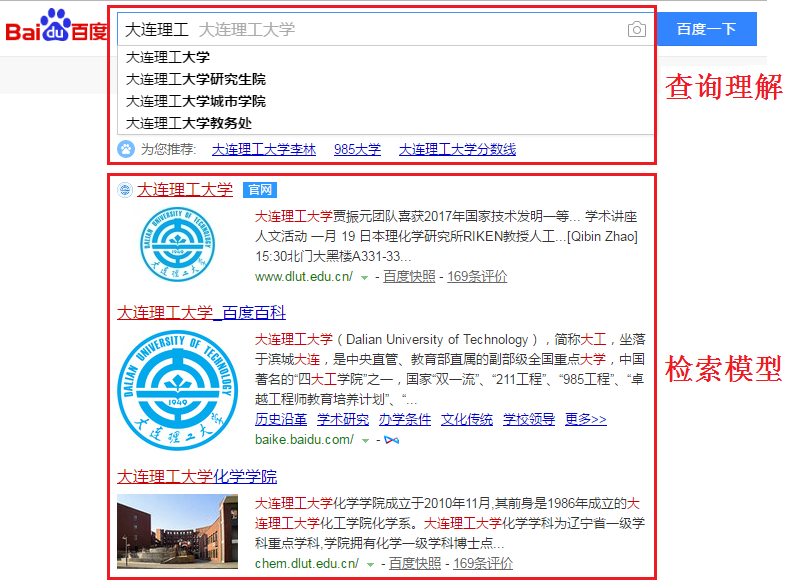 Bai du 百度
大连理工 大连理工大学
百度一下
大连理工大学
大连理工大学研究生院
大连理工大学城市学院
大连理工大学教务处
为您推荐: 大连理工大学李林 985大学 大连理工大学分数线
查询理解
大连理工大学 官网
DALIAN UNIVERSITY OF TECHNOLOGY
1949
大连理工大学
大连理工大学贾振元团队喜获2017年国家技术发明一等... 学术讲座
人文活动 一月 19 日本理化学研究所RIKEN教授人工...[Qibin Zhao]
15:30北门大黑楼A331-33...
www.dlut.edu.cn/ - 百度快照 - 169条评价
大连理工大学_百度百科
DALIAN UNIVERSITY OF TECHNOLOGY
1949
大连理工大学
大连理工大学（Dalian University of Technology），简称大工，坐落
于滨城大连，是中央直管、教育部直属的副部级全国重点大学，中国
著名的“四大工学院”之一，国家“双一流”、“211工程”、“985工程”、“卓
越工程师教育培养计划”、“...
历史沿革 学术研究 办学条件 文化传统 学校领导 更多>>
baike.baidu.com/ -
检索模型
大连理工大学化学学院
大连理工大学化学学院成立于2010年11月,其前身是1986年成立的大
连理工大学化工学院化学系。大连理工大学化学学科为辽宁省一级学
科重点学科,学院拥有化学一级学科博士点...
chem.dlut.edu.cn/ - 百度快照 - 169条评价